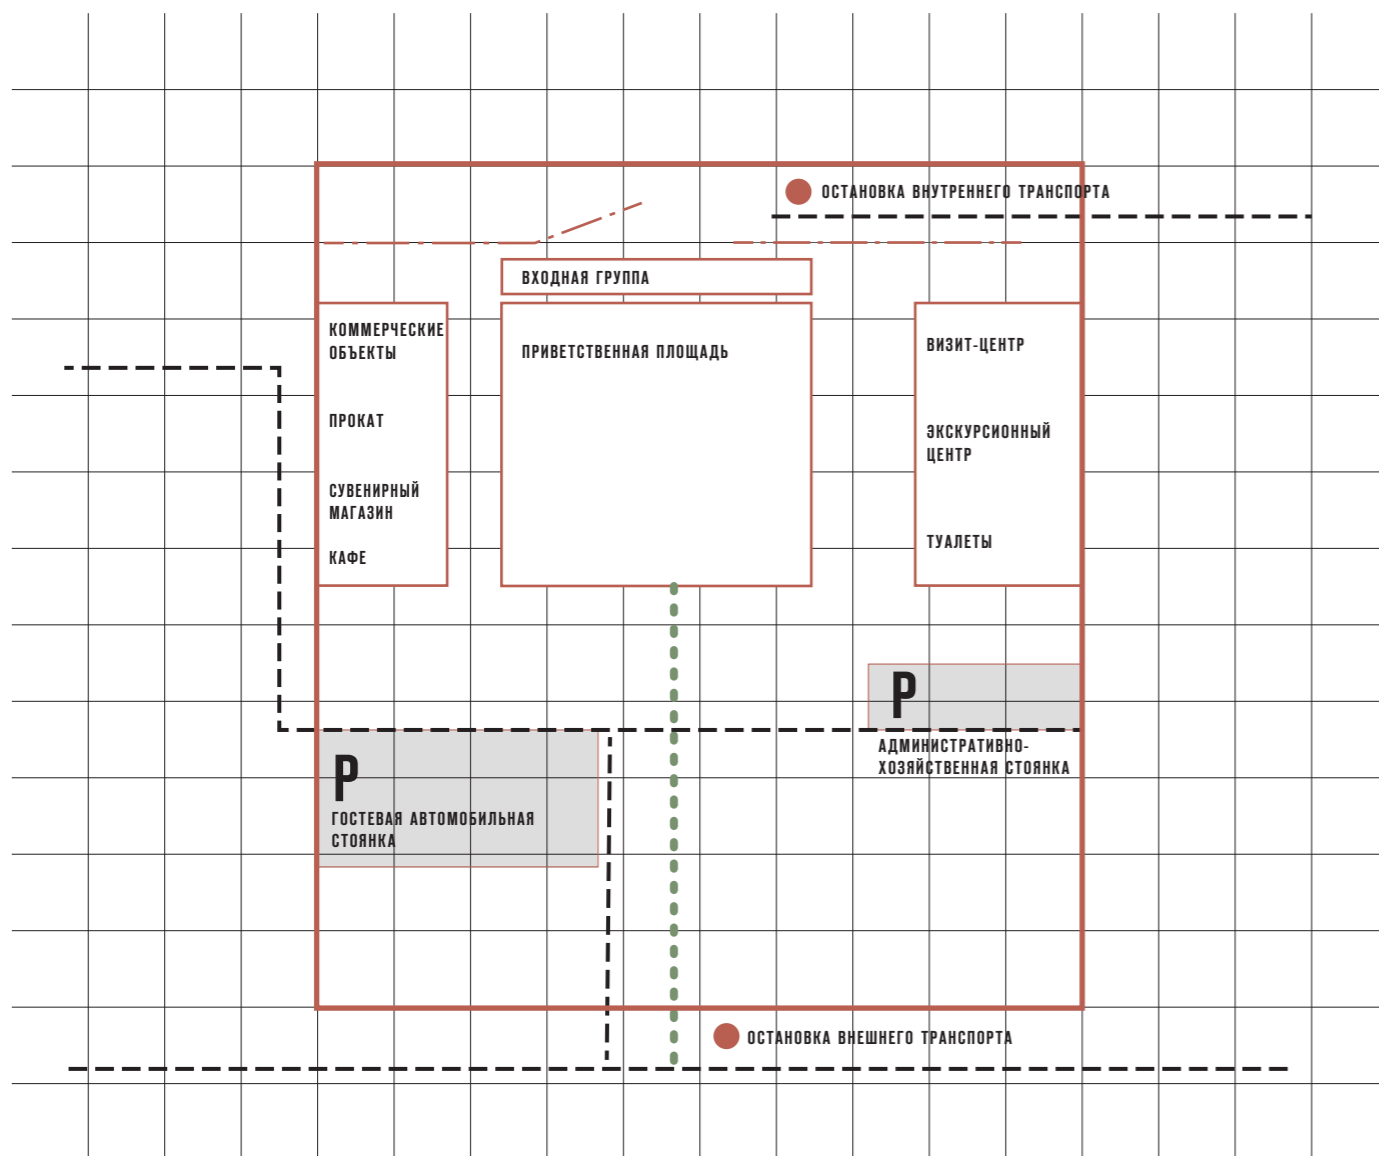 ОСТАНОВКА ВНУТРЕННЕГО ТРАНСПОРТА
ВХОДНАЯ ГРУППА
КОММЕРЧЕСКИЕ
ОБЪЕКТЫ
ПРОКАТ
СУВЕНИРНЫЙ
МАГАЗИН
КАФЕ
ПРИВЕТСТВЕННАЯ ПЛОЩАДЬ
ВИЗИТ-ЦЕНТР
ЭКСКУРСИОННЫЙ
ЦЕНТР
ТУАЛЕТЫ
P
АДМИНИСТРАТИВНО-
ХОЗЯЙСТВЕННАЯ СТОЯНКА
P
ГОСТЕВАЯ АВТОМОБИЛЬНАЯ
СТОЯНКА
ОСТАНОВКА ВНЕШНЕГО ТРАНСПОРТА